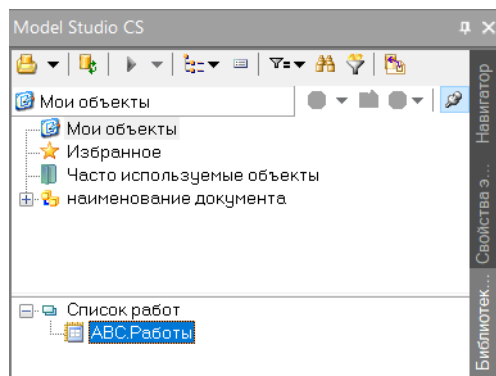 Model Studio CS
Мои объекты
Мои объекты
Избранное
Часто используемые объекты
наименование документа
Список работ
АВС.Работы
Навигатор
Свойства э...
Библиотек...